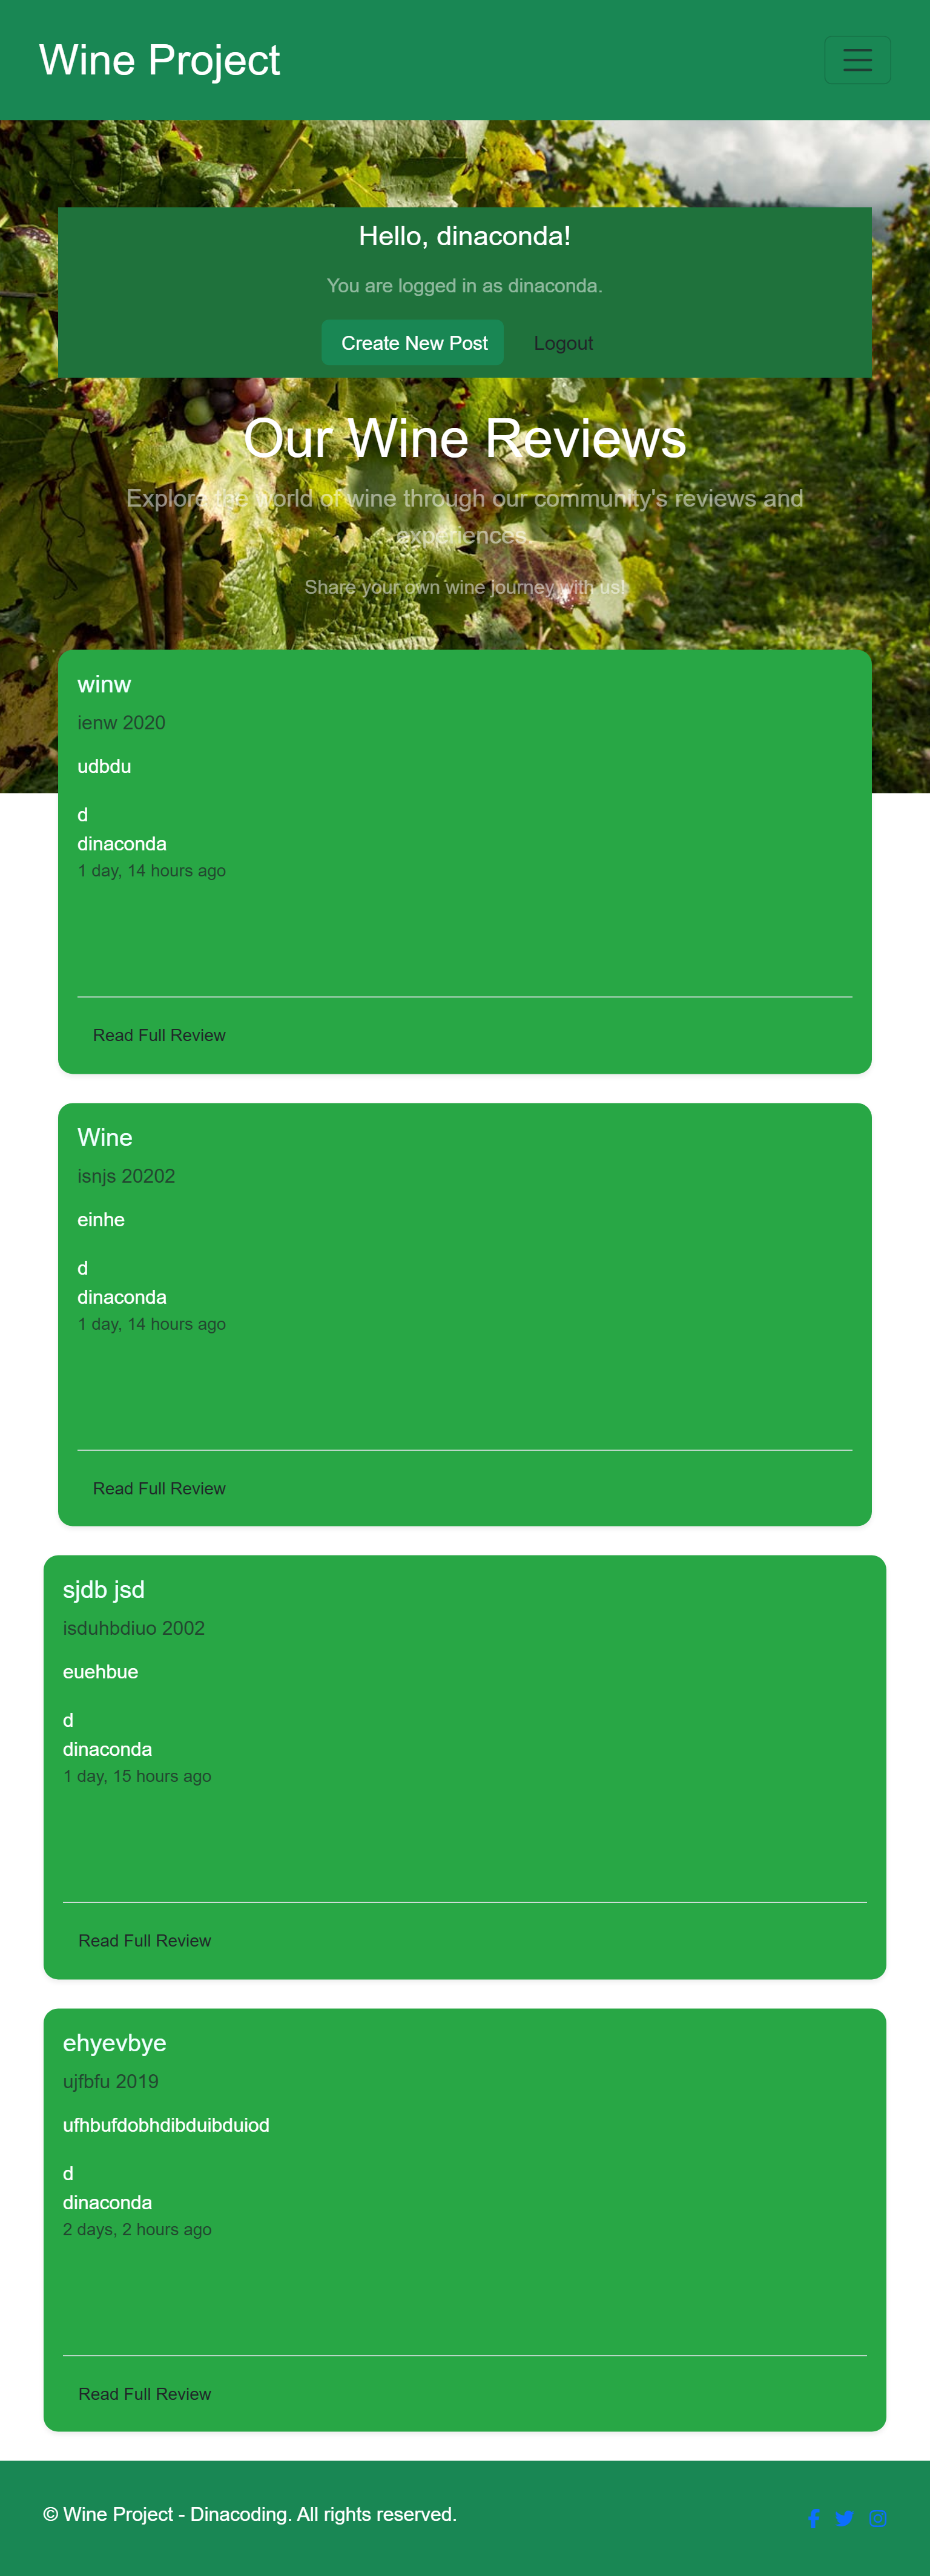 Wine Project
Hello, dinaconda!
You are logged in as dinaconda.
Create New Post
Logout
Our Wine Reviews
Explore the world of wine through our community's reviews and
experiences.
Share your own wine journey with us!
winw
ienw 2020
udbdu
d
dinaconda
1 day, 14 hours ago
Read Full Review
Wine
isnjs 20202
einhe
d
dinaconda
1 day, 14 hours ago
Read Full Review
sjdb jsd
isduhbdiuo 2002
euehbue
d
dinaconda
1 day, 15 hours ago
Read Full Review
ehyevbye
ujfbfu 2019
ufhbufdobhdibduibduiod
d
dinaconda
2 days, 2 hours ago
Read Full Review
© Wine Project - Dinacoding. All rights reserved.